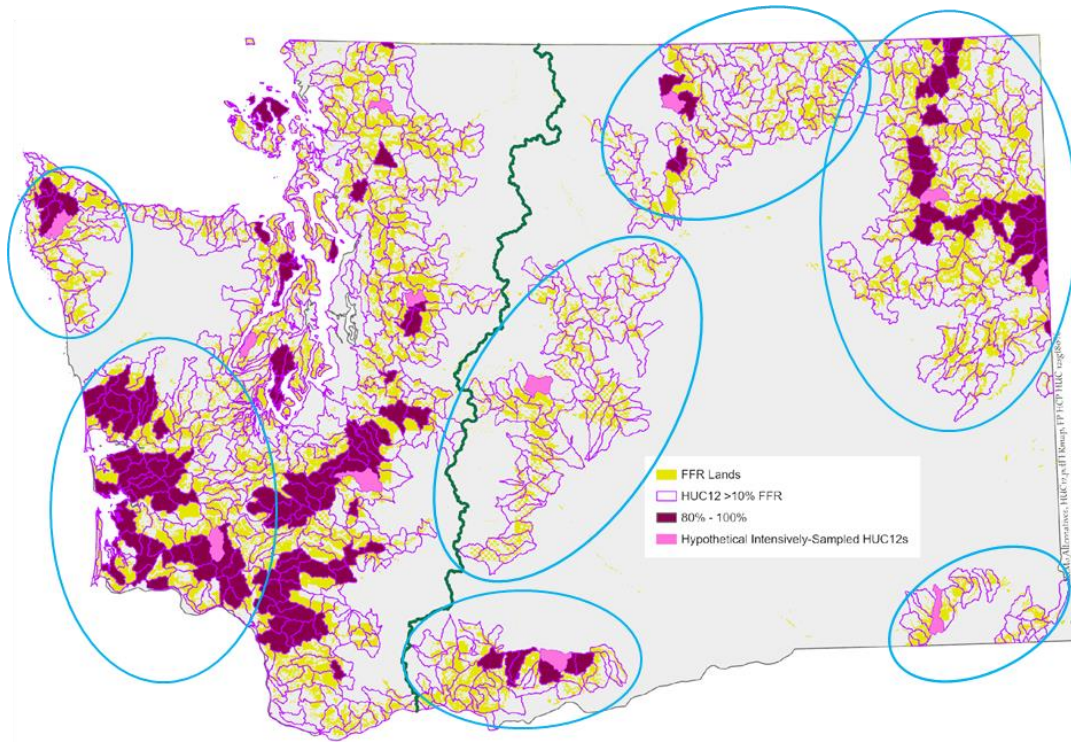 FFR Lands
HUC12 >10% FFR
80% - 100%
Hypothetical Intensively-Sampled HUC12s